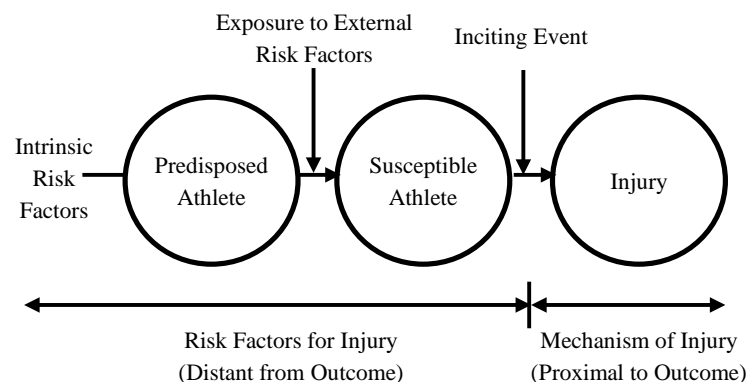 Exposure to External
Risk Factors
Inciting Event
Intrinsic
Risk
Factors
Predisposed
Athlete
Susceptible
Athlete
Injury
Risk Factors for Injury
(Distant from Outcome)
Mechanism of Injury
(Proximal to Outcome)